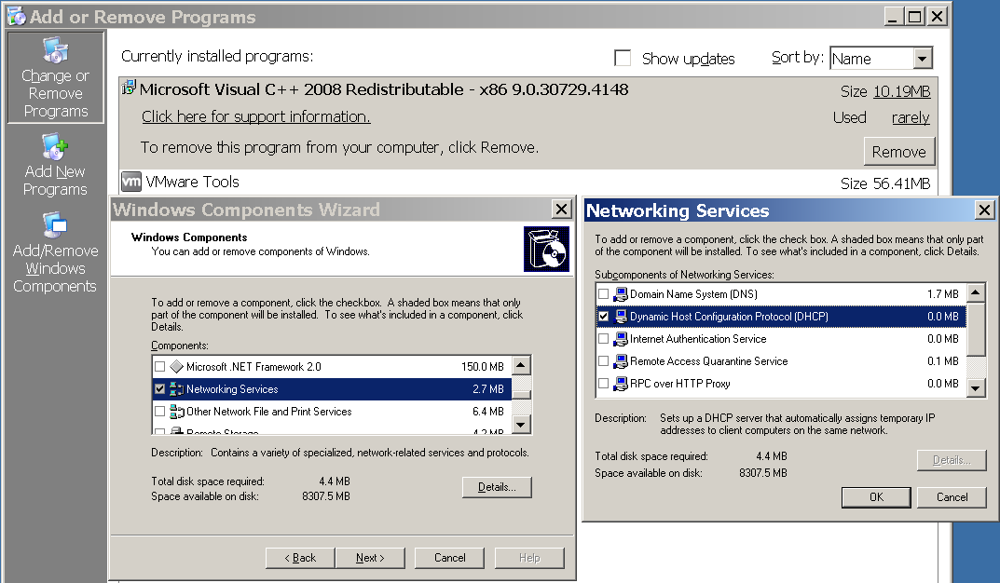 Add or Remove Programs
Change or
Remove
Programs
Add New
Programs
Add/Remove
Windows
Components
Currently installed programs:
Show updates
Sort by:
Name
Microsoft Visual C++ 2008 Redistributable - x86 9.0.30729.4148
Size 10.19MB
Click here for support information.
Used rarely
To remove this program from your computer, click Remove.
Remove
vm VMware Tools
Size 56.41MB
Windows Components Wizard
Windows Components
You can add or remove components of Windows.
To add or remove a component, click the checkbox. A shaded box means that only
part of the component will be installed. To see what's included in a component, click
Details.
Components:
Microsoft .NET Framework 2.0 150.0 MB
Networking Services 2.7 MB
Other Network File and Print Services 6.4 MB
Remote Storage 4.2 MB
Description: Contains a variety of specialized, network-related services and protocols.
Total disk space required: 4.4 MB
Space available on disk: 8307.5 MB
Details...
< Back
Next >
Cancel
Help
Networking Services
To add or remove a component, click the check box. A shaded box means that only part
of the component will be installed. To see what's included in a component, click Details.
Subcomponents of Networking Services:
Domain Name System (DNS) 1.7 MB
Dynamic Host Configuration Protocol (DHCP) 0.0 MB
Internet Authentication Service 0.0 MB
Remote Access Quarantine Service 0.1 MB
RPC over HTTP Proxy 0.0 MB
Description: Sets up a DHCP server that automatically assigns temporary IP
addresses to client computers on the same network.
Total disk space required: 4.4 MB
Space available on disk: 8307.5 MB
Details...
OK
Cancel